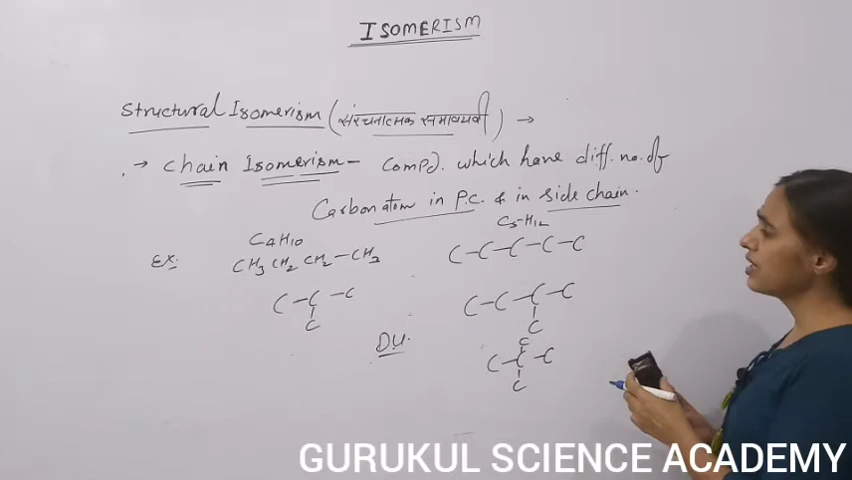 ISOMERISM
Structural Isomerism (संरचनात्मक समावयवी) →
. → Chain Isomerism – Compd. which have diff. no. of
Carbon atom in P.C. & in side chain.
C4H10
C5H12
Ex.
CH3 CH2 CH2 – CH3
C – C – C – C – C
C – C – C
C
C – C – C – C
C
D.U.
C
C – C – C
C
GURUKUL SCIENCE ACADEMY